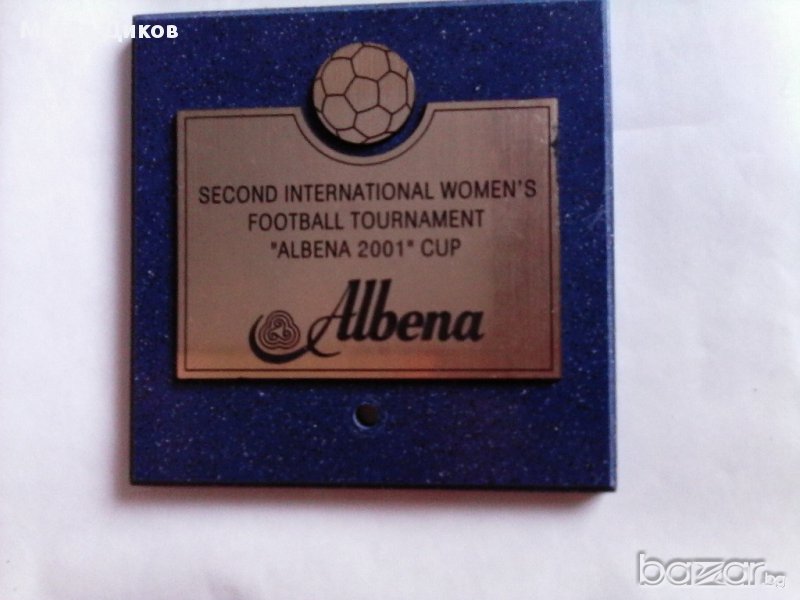 SECOND INTERNATIONAL WOMEN'S
FOOTBALL TOURNAMENT
"ALBENA 2001" CUP
Albena
bazar.bg